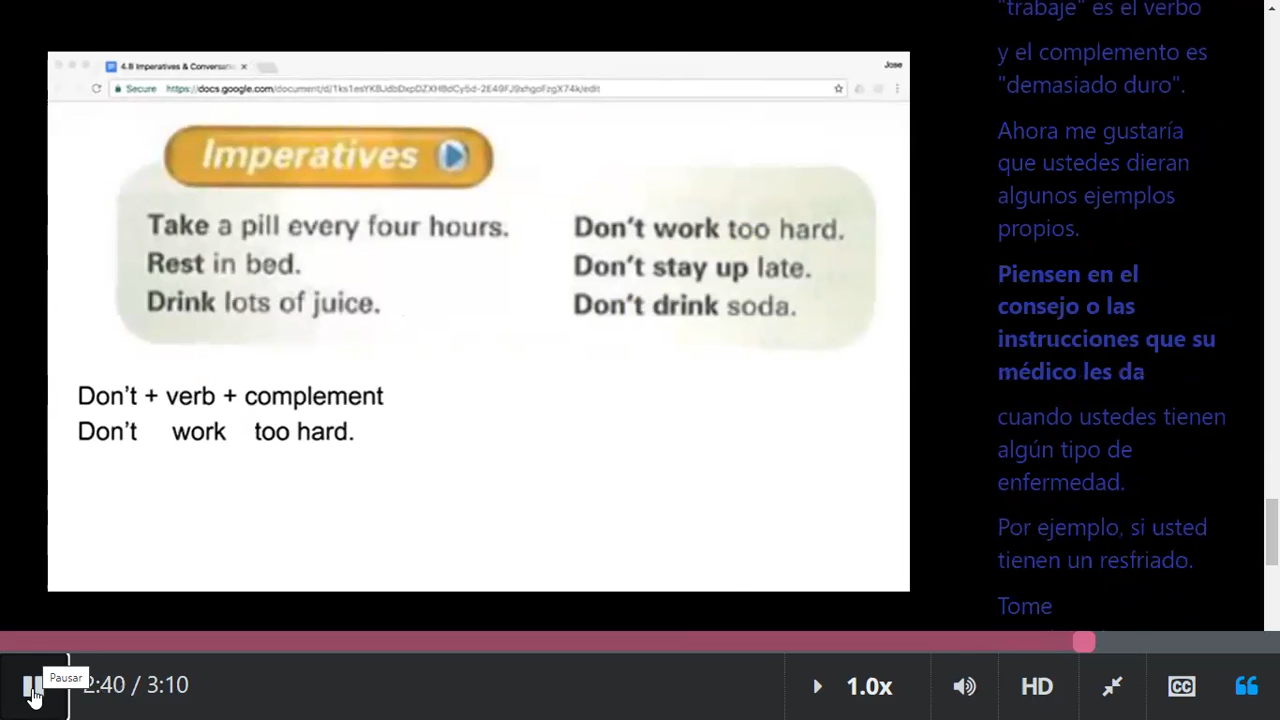 4.8 Imperatives & Conversati
Jose
Secure
Imperatives
Take a pill every four hours.
Rest in bed.
Drink lots of juice.
Don't work too hard.
Don't stay up late.
Don't drink soda.
Don't + verb + complement
Don't work too hard.
"trabaje" es el verbo
y el complemento es
"demasiado duro".
Ahora me gustaría
que ustedes dieran
algunos ejemplos
propios.
Piensen en el
consejo o las
instrucciones que su
médico les da
cuando ustedes tienen
algún tipo de
enfermedad.
Por ejemplo, si usted
tienen un resfriado.
Tome
Pausar
2:40 / 3:10
1.0x
HD
CC